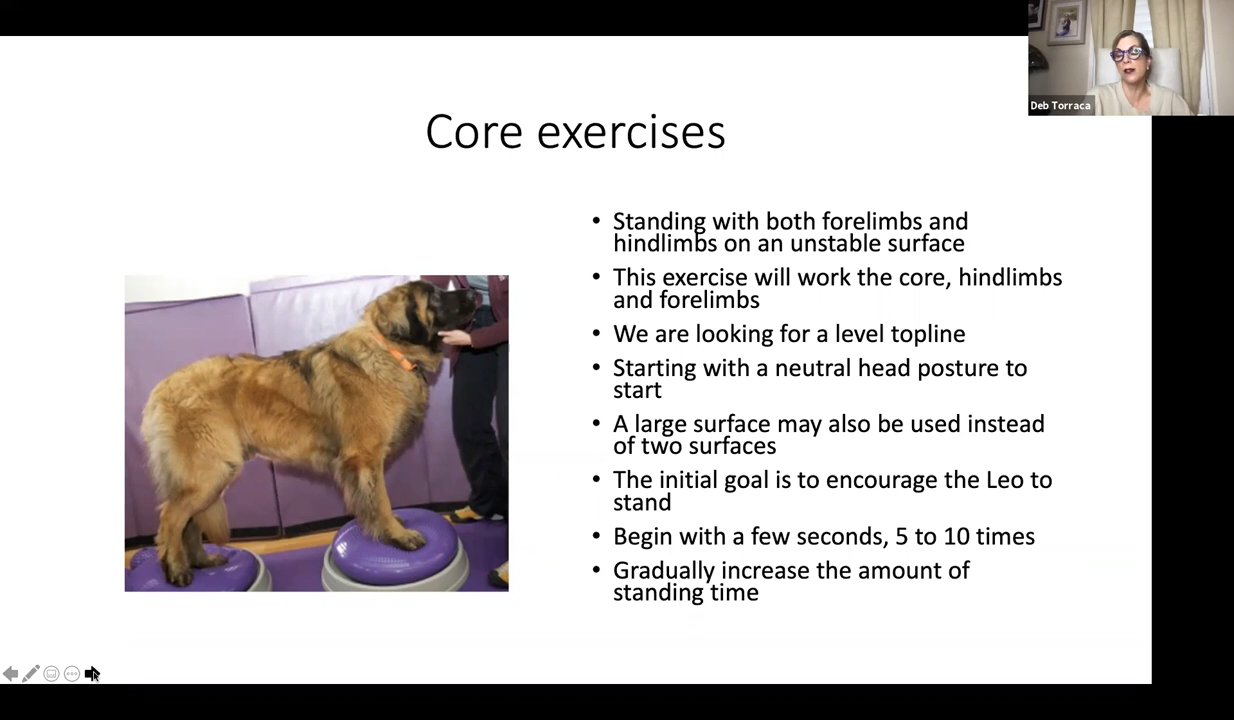 Deb Torraca
Core exercises
• Standing with both forelimbs and
hindlimbs on an unstable surface
• This exercise will work the core, hindlimbs
and forelimbs
• We are looking for a level topline
• Starting with a neutral head posture to
start
• A large surface may also be used instead
of two surfaces
• The initial goal is to encourage the Leo to
stand
• Begin with a few seconds, 5 to 10 times
• Gradually increase the amount of
standing time